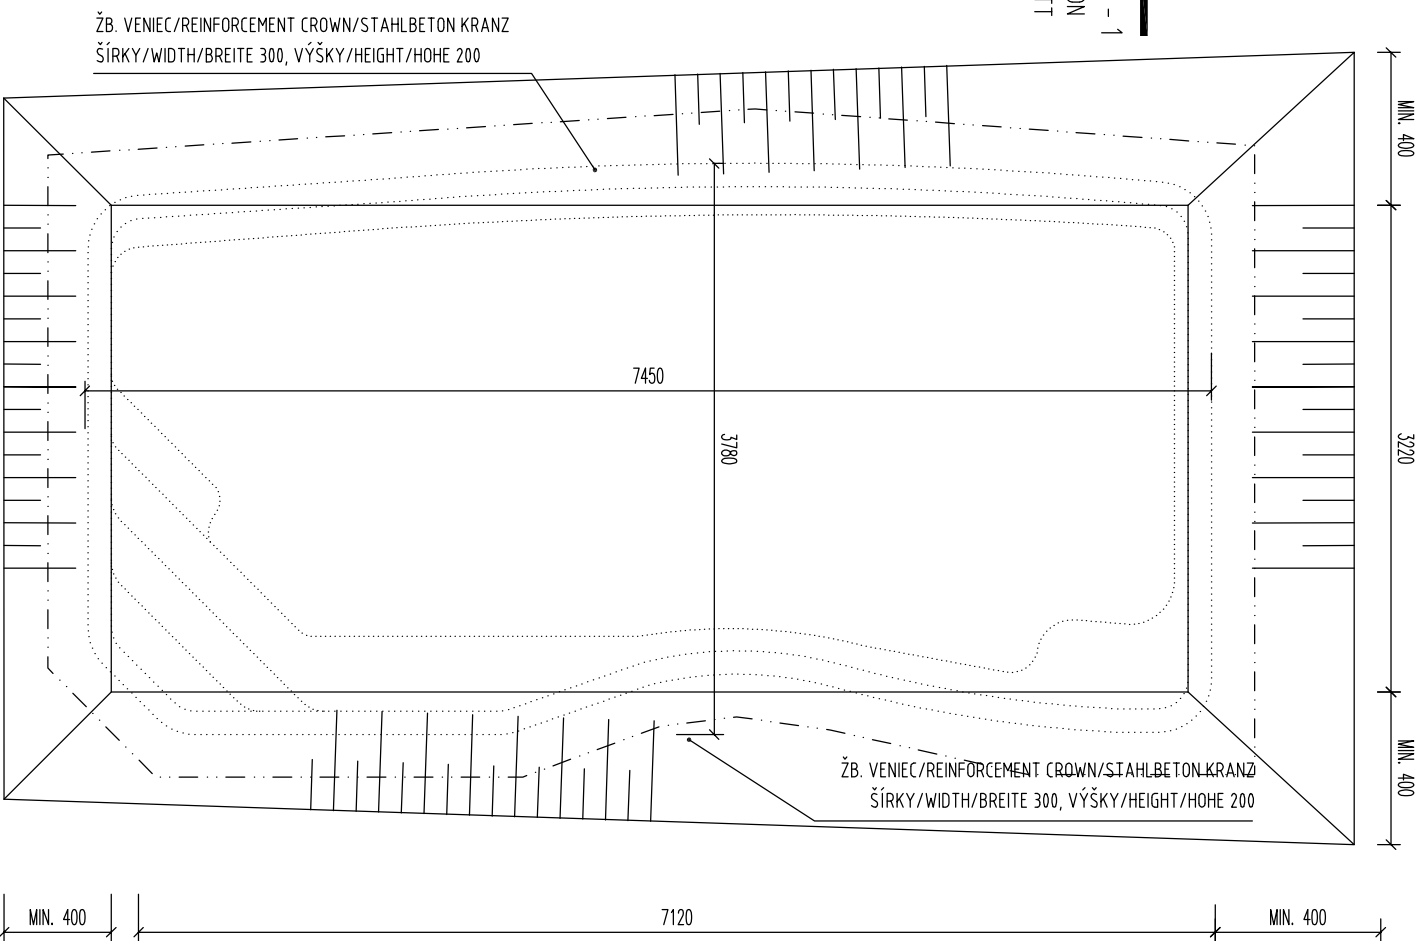 ŽB. VENIEC/REINFORCEMENT CROWN/STAHLBETON KRANZ
ŠÍRKY/WIDTH/BREITE 300, VÝŠKY/HEIGHT/HOHE 200
- 1
MIN. 400
7450
3780
3220
ŽB. VENIEC/REINFORCEMENT CROWN/STAHLBETON KRANZ
ŠÍRKY/WIDTH/BREITE 300, VÝŠKY/HEIGHT/HOHE 200
MIN. 400
MIN. 400
7120
MIN. 400